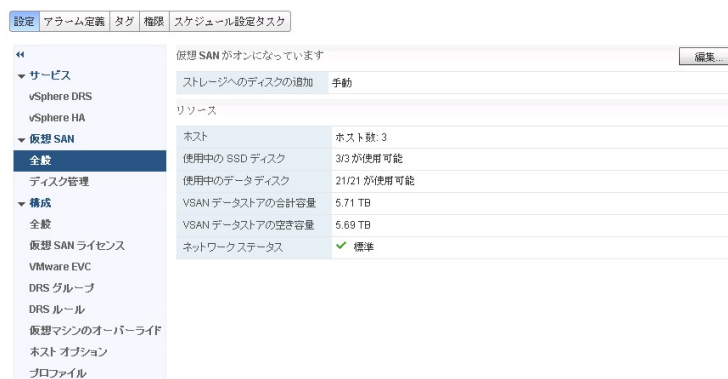 設定 アラーム定義 タグ 権限 スケジュール設定タスク
サービス
vSphere DRS
vSphere HA
仮想 SAN
全般
ディスク管理
構成
全般
仮想 SAN ライセンス
VMware EVC
DRS グループ
DRS ルール
仮想マシンのオーバーライド
ホスト オプション
プロファイル
仮想 SAN がオンになっています
編集...
ストレージへのディスクの追加 手動
リソース
ホスト ホスト数: 3
使用中の SSD ディスク 3/3 が使用可能
使用中のデータ ディスク 21/21 が使用可能
VSAN データストアの合計容量 5.71 TB
VSAN データストアの空き容量 5.69 TB
ネットワーク ステータス 標準